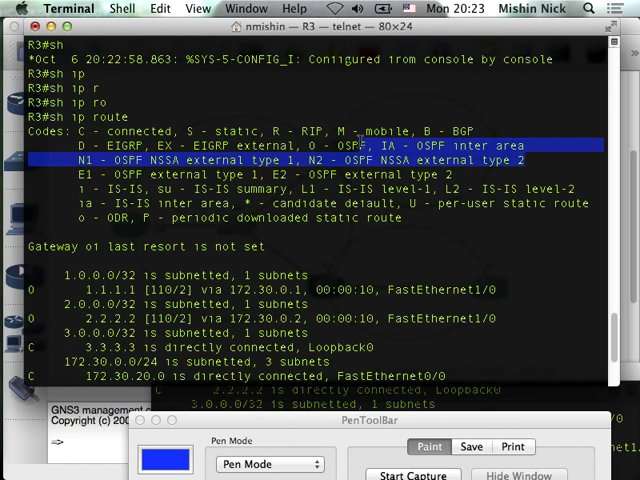 Terminal Shell Edit View Window Help Mon 20:23 Mishin Nick
nmishin — R3 — telnet — 80×24
R3#sh
*Oct 6 20:22:58.863: %SYS-5-CONFIG_I: Configured from console by console
R3#sh ip
R3#sh ip r
R3#sh ip ro
R3#sh ip route
Codes: C - connected, S - static, R - RIP, M - mobile, B - BGP
D - EIGRP, EX - EIGRP external, O - OSPF, IA - OSPF inter area
N1 - OSPF NSSA external type 1, N2 - OSPF NSSA external type 2
E1 - OSPF external type 1, E2 - OSPF external type 2
i - IS-IS, su - IS-IS summary, L1 - IS-IS level-1, L2 - IS-IS level-2
ia - IS-IS inter area, * - candidate default, U - per-user static route
o - ODR, P - periodic downloaded static route
Gateway of last resort is not set
1.0.0.0/32 is subnetted, 1 subnets
O 1.1.1.1 [110/2] via 172.30.0.1, 00:00:10, FastEthernet1/0
2.0.0.0/32 is subnetted, 1 subnets
O 2.2.2.2 [110/2] via 172.30.0.2, 00:00:10, FastEthernet1/0
3.0.0.0/32 is subnetted, 1 subnets
C 3.3.3.3 is directly connected, Loopback0
172.30.0.0/24 is subnetted, 3 subnets
C 172.30.20.0 is directly connected, FastEthernet0/0
C 2.2.2.2 is directly connected, Loopback0
3.0.0.0/32 is subnetted, 1 subnets
GNS3 management
Copyright (c)
=>
PenToolBar
Pen Mode
Pen Mode
Paint Save Print
Start Capture Hide Window